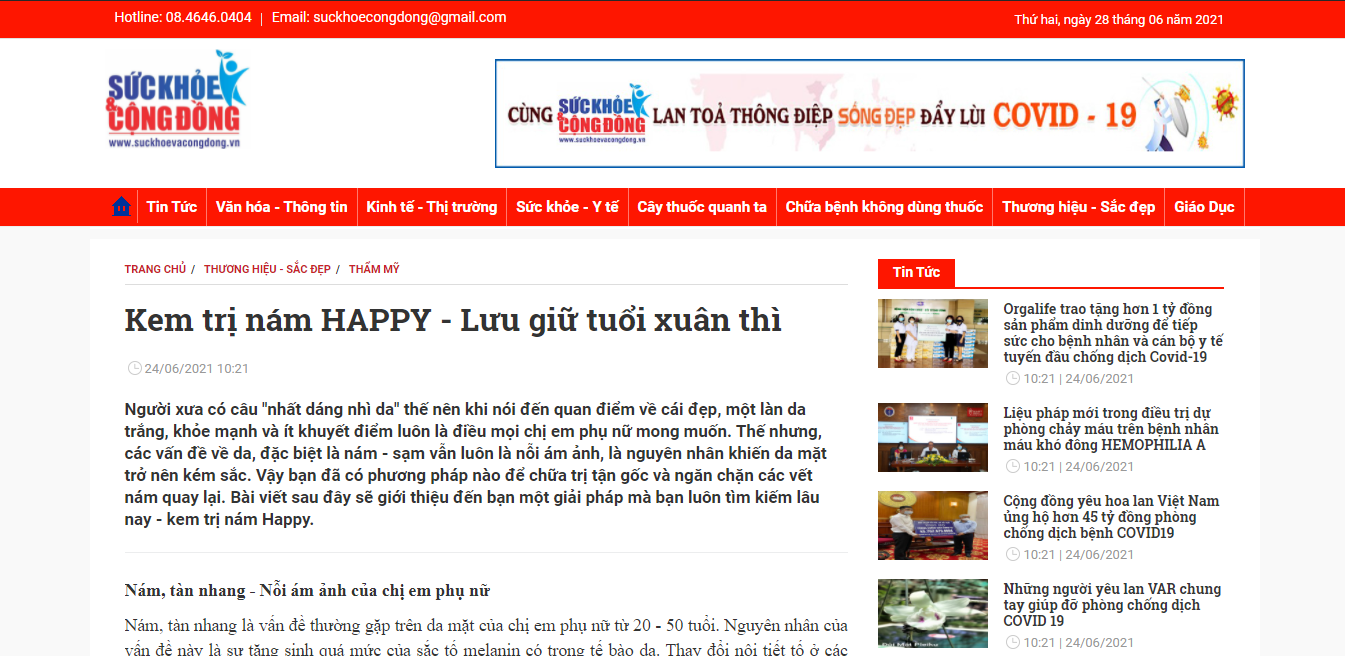 Hotline: 08.4646.0404 | Email: suckhoecongdong@gmail.com
Thứ hai, ngày 28 tháng 06 năm 2021
SỨC KHỎE
& CỘNG ĐỒNG
www.suckhoevacongdong.vn
CÙNG SỨC KHỎE & CỘNG ĐỒNG www.suckhoevacongdong.vn LAN TOẢ THÔNG ĐIỆP SỐNG ĐẸP ĐẨY LÙI COVID - 19
Tin Tức
Văn hóa - Thông tin
Kinh tế - Thị trường
Sức khỏe - Y tế
Cây thuốc quanh ta
Chữa bệnh không dùng thuốc
Thương hiệu - Sắc đẹp
Giáo Dục
TRANG CHỦ / THƯƠNG HIỆU - SẮC ĐẸP / THẨM MỸ
Kem trị nám HAPPY - Lưu giữ tuổi xuân thì
24/06/2021 10:21
Người xưa có câu "nhất dáng nhì da" thế nên khi nói đến quan điểm về cái đẹp, một làn da
trắng, khỏe mạnh và ít khuyết điểm luôn là điều mọi chị em phụ nữ mong muốn. Thế nhưng,
các vấn đề về da, đặc biệt là nám - sạm vẫn luôn là nỗi ám ảnh, là nguyên nhân khiến da mặt
trở nên kém sắc. Vậy bạn đã có phương pháp nào để chữa trị tận gốc và ngăn chặn các vết
nám quay lại. Bài viết sau đây sẽ giới thiệu đến bạn một giải pháp mà bạn luôn tìm kiếm lâu
nay - kem trị nám Happy.
Nám, tàn nhang - Nỗi ám ảnh của chị em phụ nữ
Nám, tàn nhang là vấn đề thường gặp trên da mặt của chị em phụ nữ từ 20 - 50 tuổi. Nguyên nhân của
vấn đề này là sự tăng sinh quá mức của sắc tố melanin có trong tế bào da. Thay đổi nội tiết tố ở các
Tin Tức
Orgalife trao tặng hơn 1 tỷ đồng
sản phẩm dinh dưỡng để tiếp
sức cho bệnh nhân và cán bộ y tế
tuyến đầu chống dịch Covid-19
10:21 | 24/06/2021
Liệu pháp mới trong điều trị dự
phòng chảy máu trên bệnh nhân
máu khó đông HEMOPHILIA A
10:21 | 24/06/2021
Cộng đồng yêu hoa lan Việt Nam
ủng hộ hơn 45 tỷ đồng phòng
chống dịch bệnh COVID19
10:21 | 24/06/2021
Những người yêu lan VAR chung
tay giúp đỡ phòng chống dịch
COVID 19
10:21 | 24/06/2021